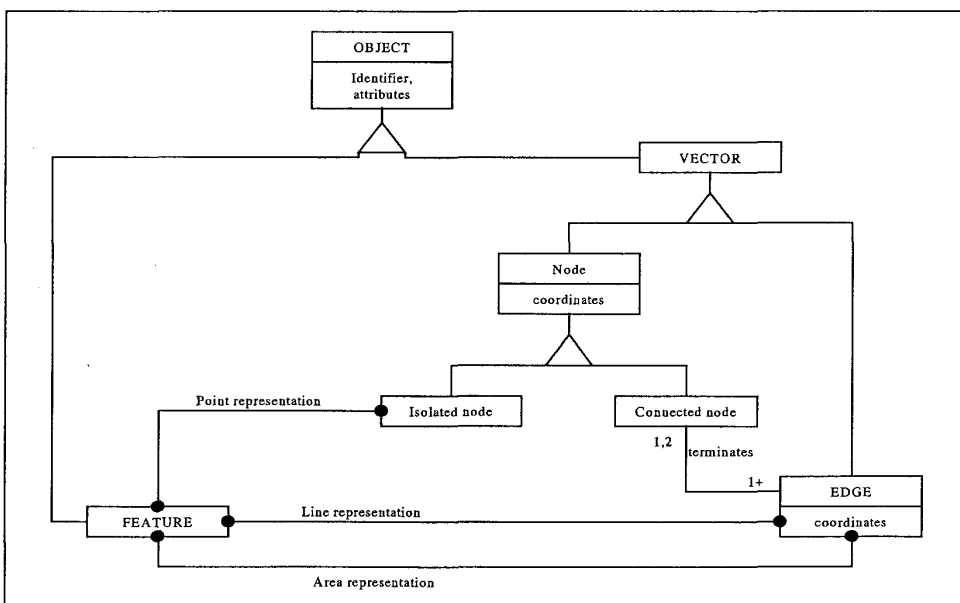 OBJECT
Identifier,
attributes
VECTOR
Node
coordinates
Point representation
Isolated node
Connected node
1,2
terminates
1+
EDGE
coordinates
FEATURE
Line representation
Area representation